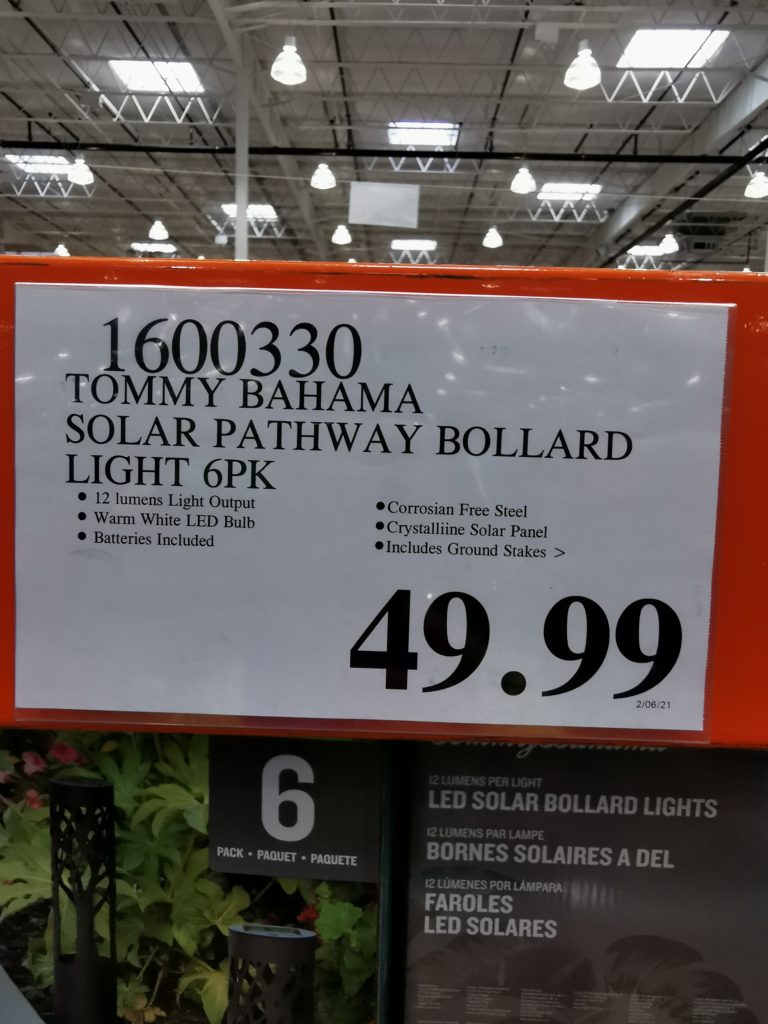 1600330
TOMMY BAHAMA
SOLAR PATHWAY BOLLARD
LIGHT 6PK
• 12 lumens Light Output
• Warm White LED Bulb
• Batteries Included
• Corrosian Free Steel
• Crystalliine Solar Panel
• Includes Ground Stakes >
49.99
2/06/21
6
PACK • PAQUET • PAQUETE
Tommy Bahama
12 LUMENS PER LIGHT
LED SOLAR BOLLARD LIGHTS
12 LUMENS PAR LAMPE
BORNES SOLAIRES A DEL
12 LÚMENES POR LÁMPARA
FAROLES
LED SOLARES